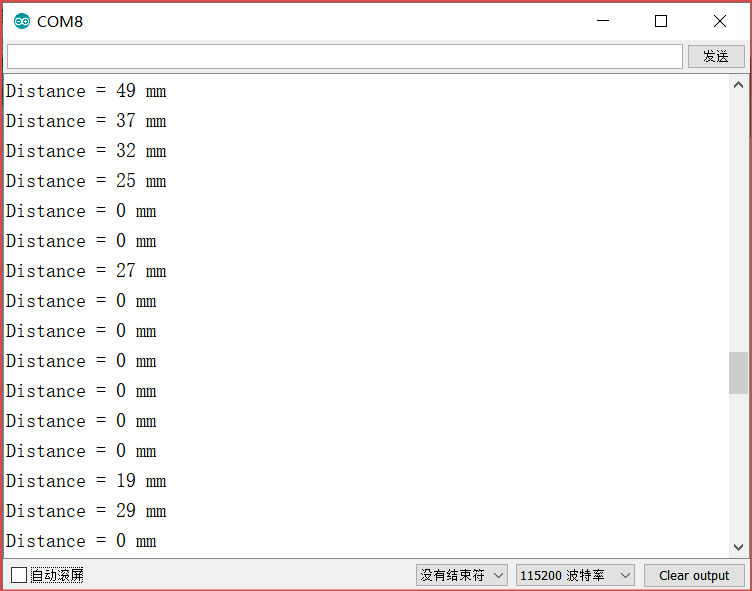 COM8
发送
Distance = 49 mm
Distance = 37 mm
Distance = 32 mm
Distance = 25 mm
Distance = 0 mm
Distance = 0 mm
Distance = 27 mm
Distance = 0 mm
Distance = 0 mm
Distance = 0 mm
Distance = 0 mm
Distance = 0 mm
Distance = 0 mm
Distance = 19 mm
Distance = 29 mm
Distance = 0 mm
自动滚屏 没有结束符 115200 波特率 Clear output